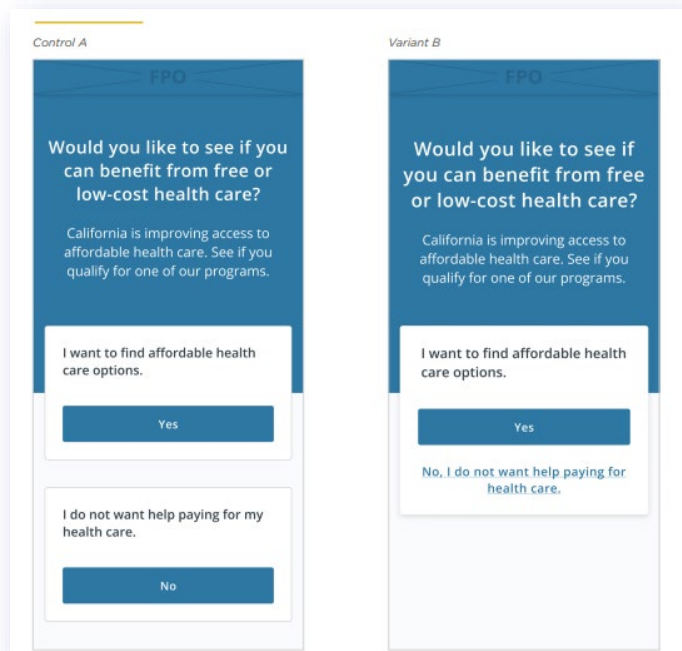 Control A
FPO
Would you like to see if you
can benefit from free or
low-cost health care?
California is improving access to
affordable health care. See if you
qualify for one of our programs.
I want to find affordable health
care options.
Yes
I do not want help paying for my
health care.
No
Variant B
FPO
Would you like to see if
you can benefit from free
or low-cost health care?
California is improving access to
affordable health care. See if you
qualify for one of our programs.
I want to find affordable health
care options.
Yes
No, I do not want help paying for
health care.